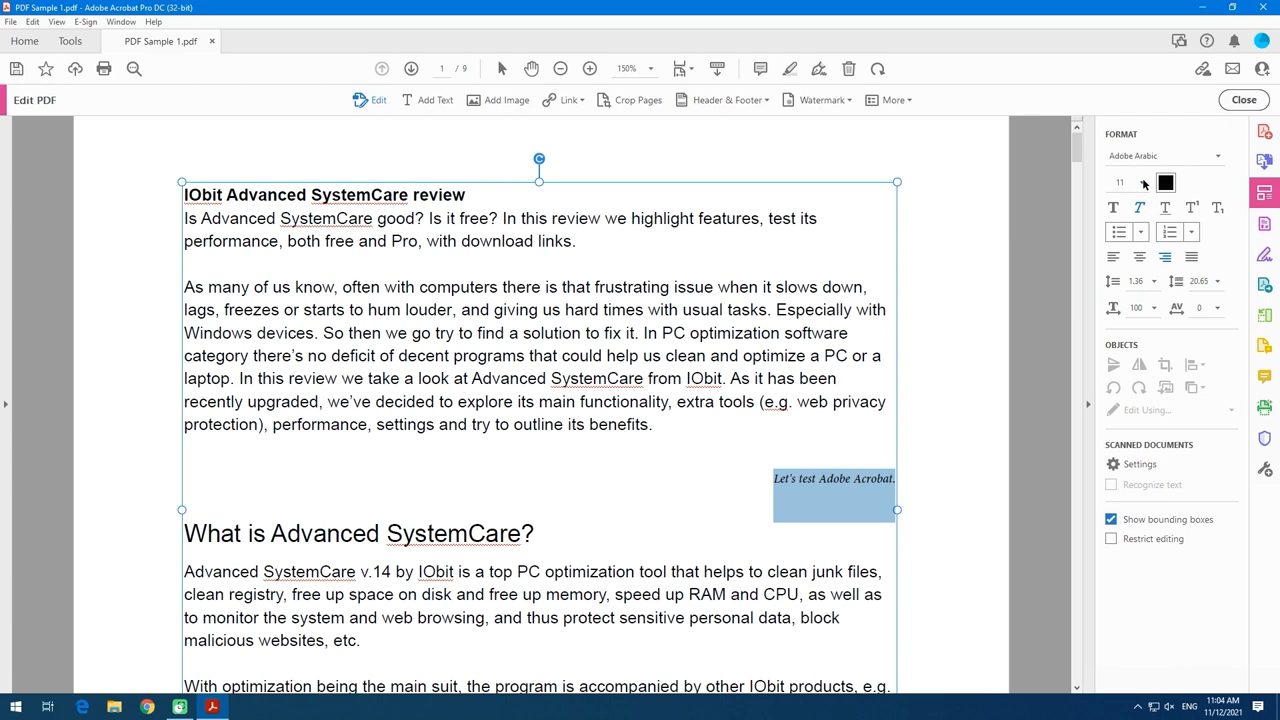 PDF Sample 1.pdf - Adobe Acrobat Pro DC (32-bit)
File Edit View E-Sign Window Help
Home Tools PDF Sample 1.pdf ×
1 / 9 150%
Edit PDF Edit Add Text Add Image Link Crop Pages Header & Footer Watermark More Close
IObit Advanced SystemCare review
Is Advanced SystemCare good? Is it free? In this review we highlight features, test its
performance, both free and Pro, with download links.
As many of us know, often with computers there is that frustrating issue when it slows down,
lags, freezes or starts to hum louder, and giving us hard times with usual tasks. Especially with
Windows devices. So then we go try to find a solution to fix it. In PC optimization software
category there's no deficit of decent programs that could help us clean and optimize a PC or a
laptop. In this review we take a look at Advanced SystemCare from IObit. As it has been
recently upgraded, we've decided to explore its main functionality, extra tools (e.g. web privacy
protection), performance, settings and try to outline its benefits.
Let's test Adobe Acrobat.
What is Advanced SystemCare?
Advanced SystemCare v.14 by IObit is a top PC optimization tool that helps to clean junk files,
clean registry, free up space on disk and free up memory, speed up RAM and CPU, as well as
to monitor the system and web browsing, and thus protect sensitive personal data, block
malicious websites, etc.
With optimization being the main suit, the program is accompanied by other IObit products, e.g.
FORMAT
Adobe Arabic
11
T T T T¹ T₁
1.36 20.65
100 AV 0
OBJECTS
Edit Using...
SCANNED DOCUMENTS
Settings
Recognize text
Show bounding boxes
Restrict editing
ENG
11:04 AM
11/12/2021